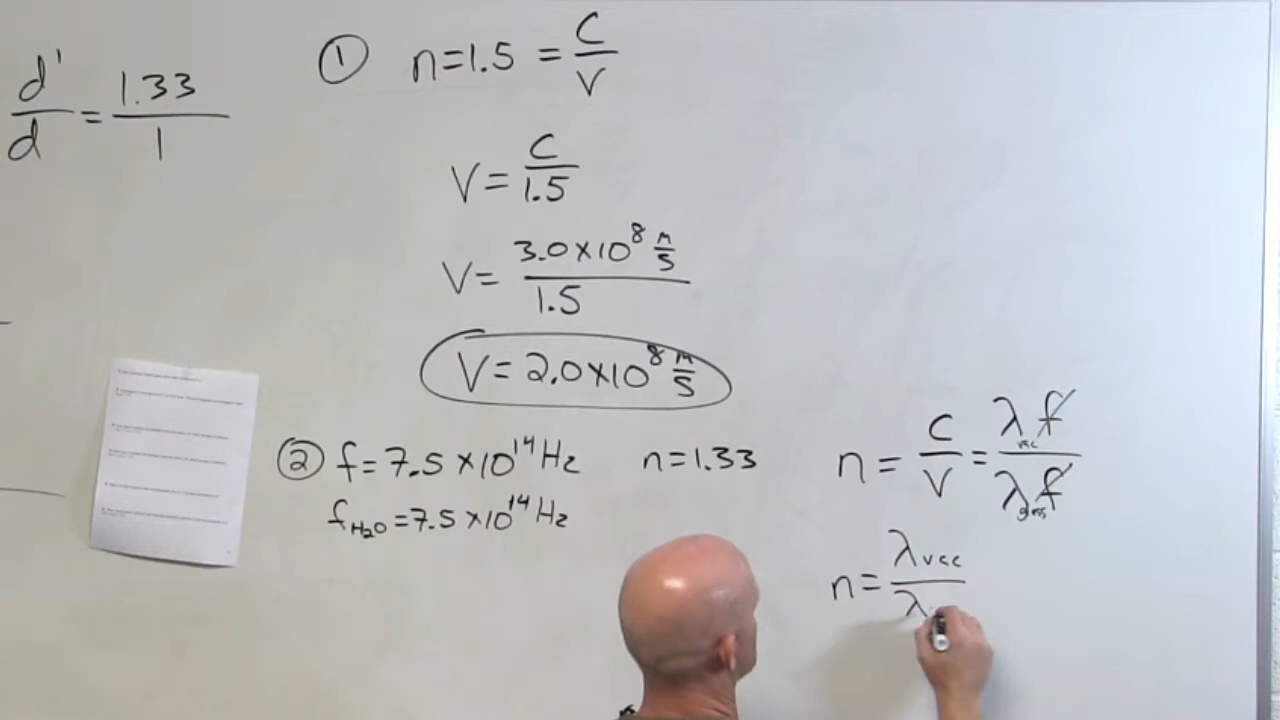 d'/d = 1.33/1
① n=1.5 = C/V
V = C/1.5
V = 3.0×10⁸ m/s / 1.5
V = 2.0×10⁸ m/s
② f = 7.5×10¹⁴ Hz n=1.33
f_H₂O = 7.5×10¹⁴ Hz
n = C/V = λ_vac f / λ_glass f
n = λ_vac / λ